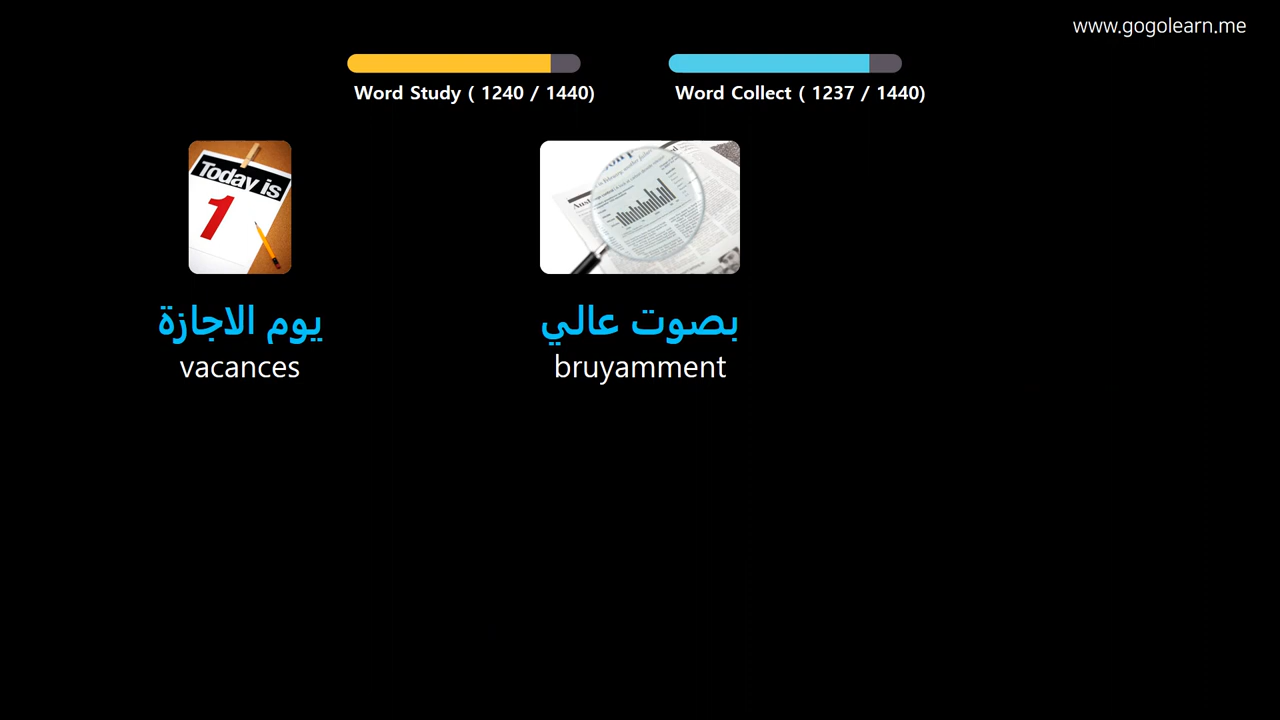 www.gogolearn.me
Word Study ( 1240 / 1440)
Word Collect ( 1237 / 1440)
Today is
1
يوم الاجازة
vacances
بصوت عالي
bruyamment